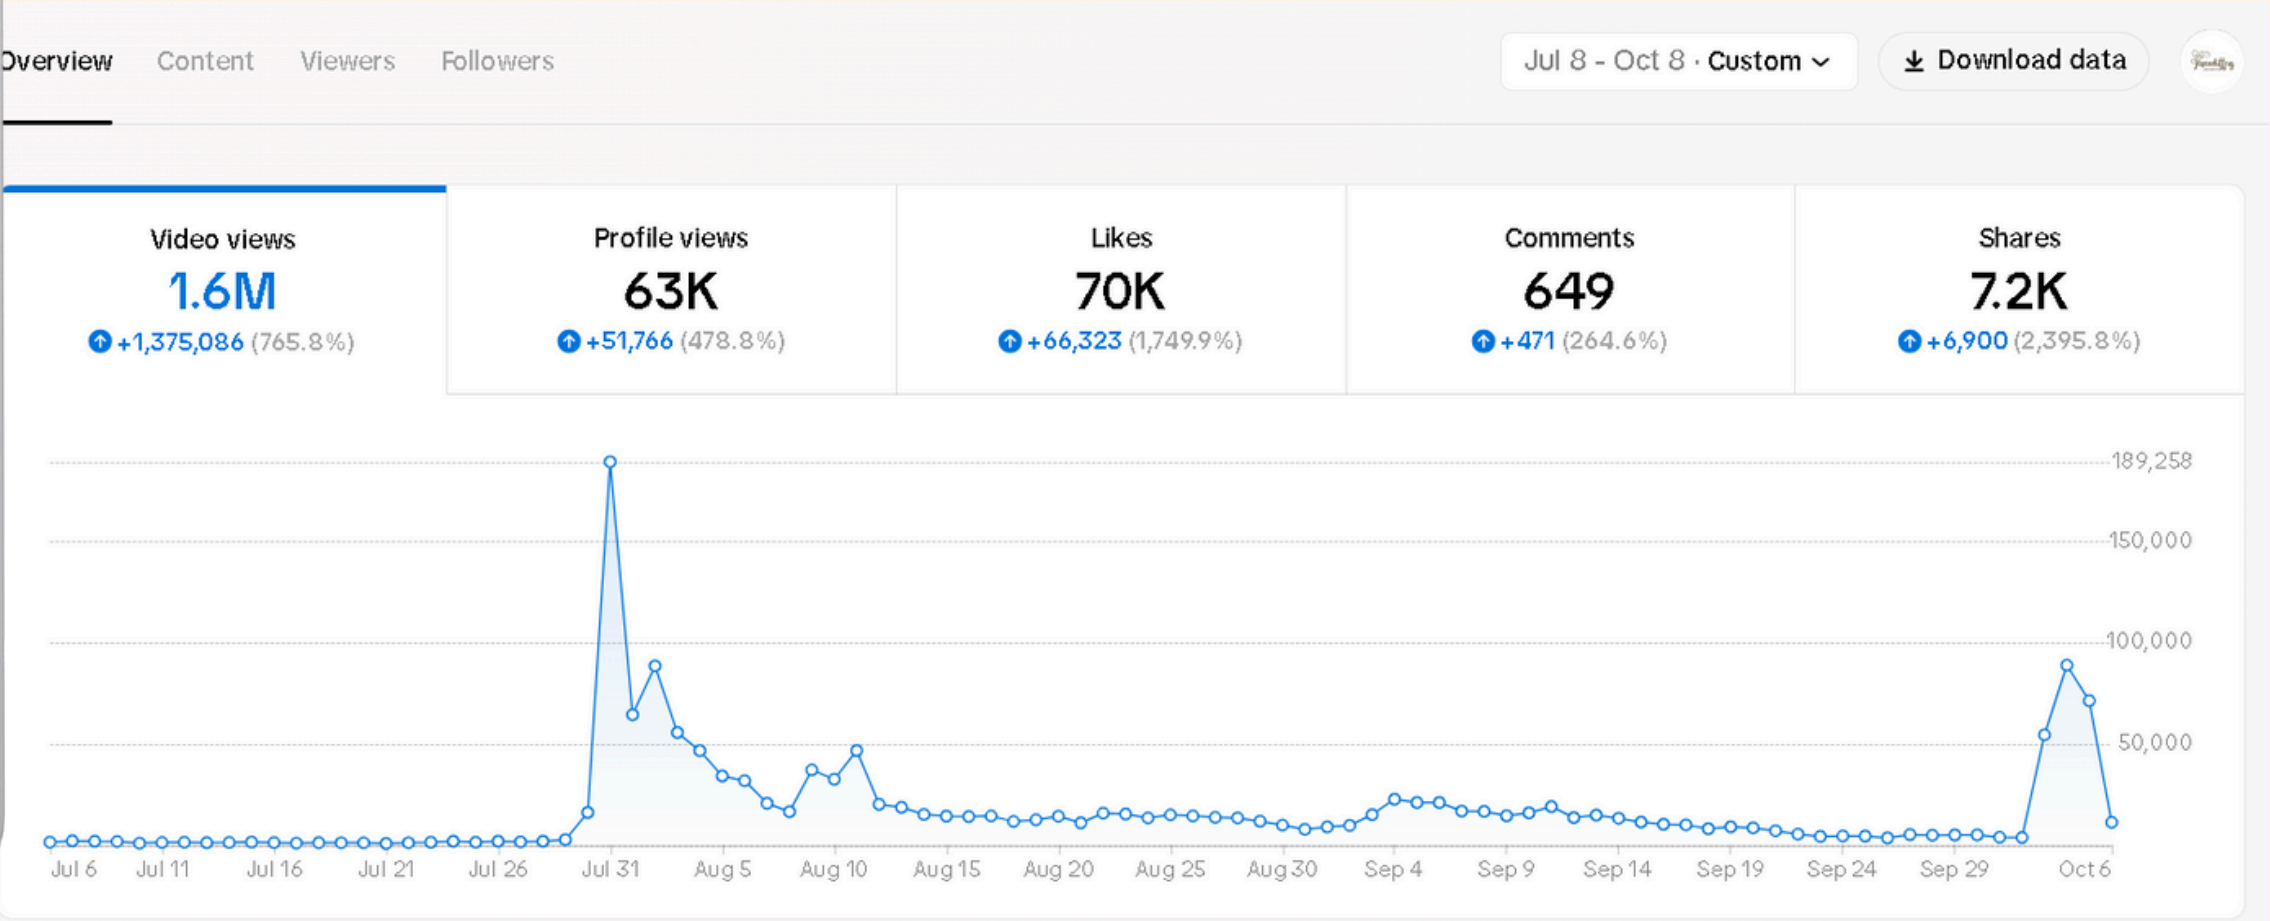 Overview Content Viewers Followers Jul 8 - Oct 8 · Custom Download data
Video views Profile views Likes Comments Shares
1.6M 63K 70K 649 7.2K
+1,375,086 (765.8%) +51,766 (478.8%) +66,323 (1,749.9%) +471 (264.6%) +6,900 (2,395.8%)
189,258
150,000
100,000
50,000
Jul 6 Jul 11 Jul 16 Jul 21 Jul 26 Jul 31 Aug 5 Aug 10 Aug 15 Aug 20 Aug 25 Aug 30 Sep 4 Sep 9 Sep 14 Sep 19 Sep 24 Sep 29 Oct 6